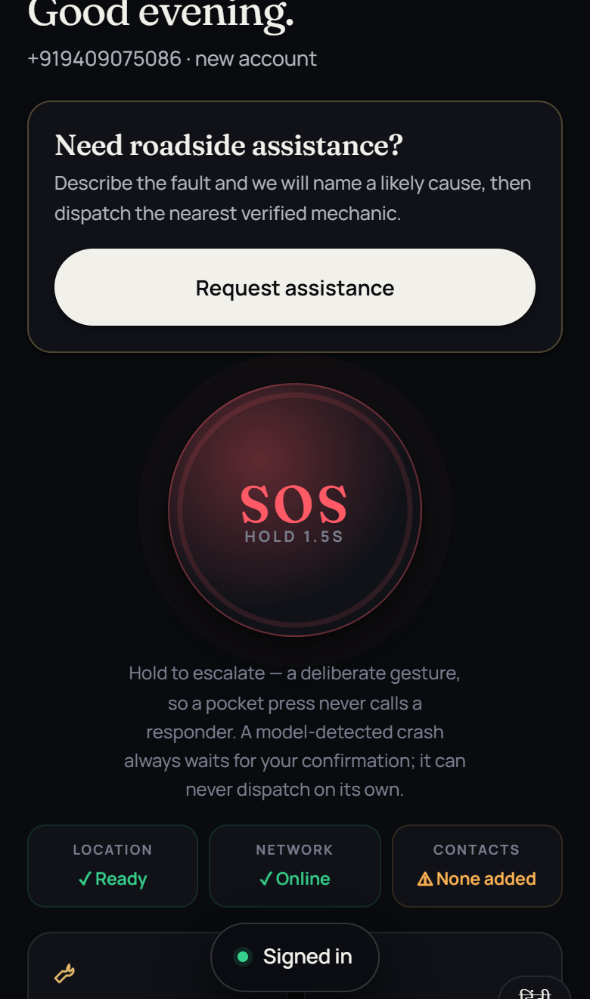 Good evening.
+919409075086 · new account
Need roadside assistance?
Describe the fault and we will name a likely cause, then
dispatch the nearest verified mechanic.
Request assistance
SOS
HOLD 1.5S
Hold to escalate — a deliberate gesture,
so a pocket press never calls a
responder. A model-detected crash
always waits for your confirmation; it can
never dispatch on its own.
LOCATION
✓ Ready
NETWORK
✓ Online
CONTACTS
⚠ None added
Signed in
हिंदी